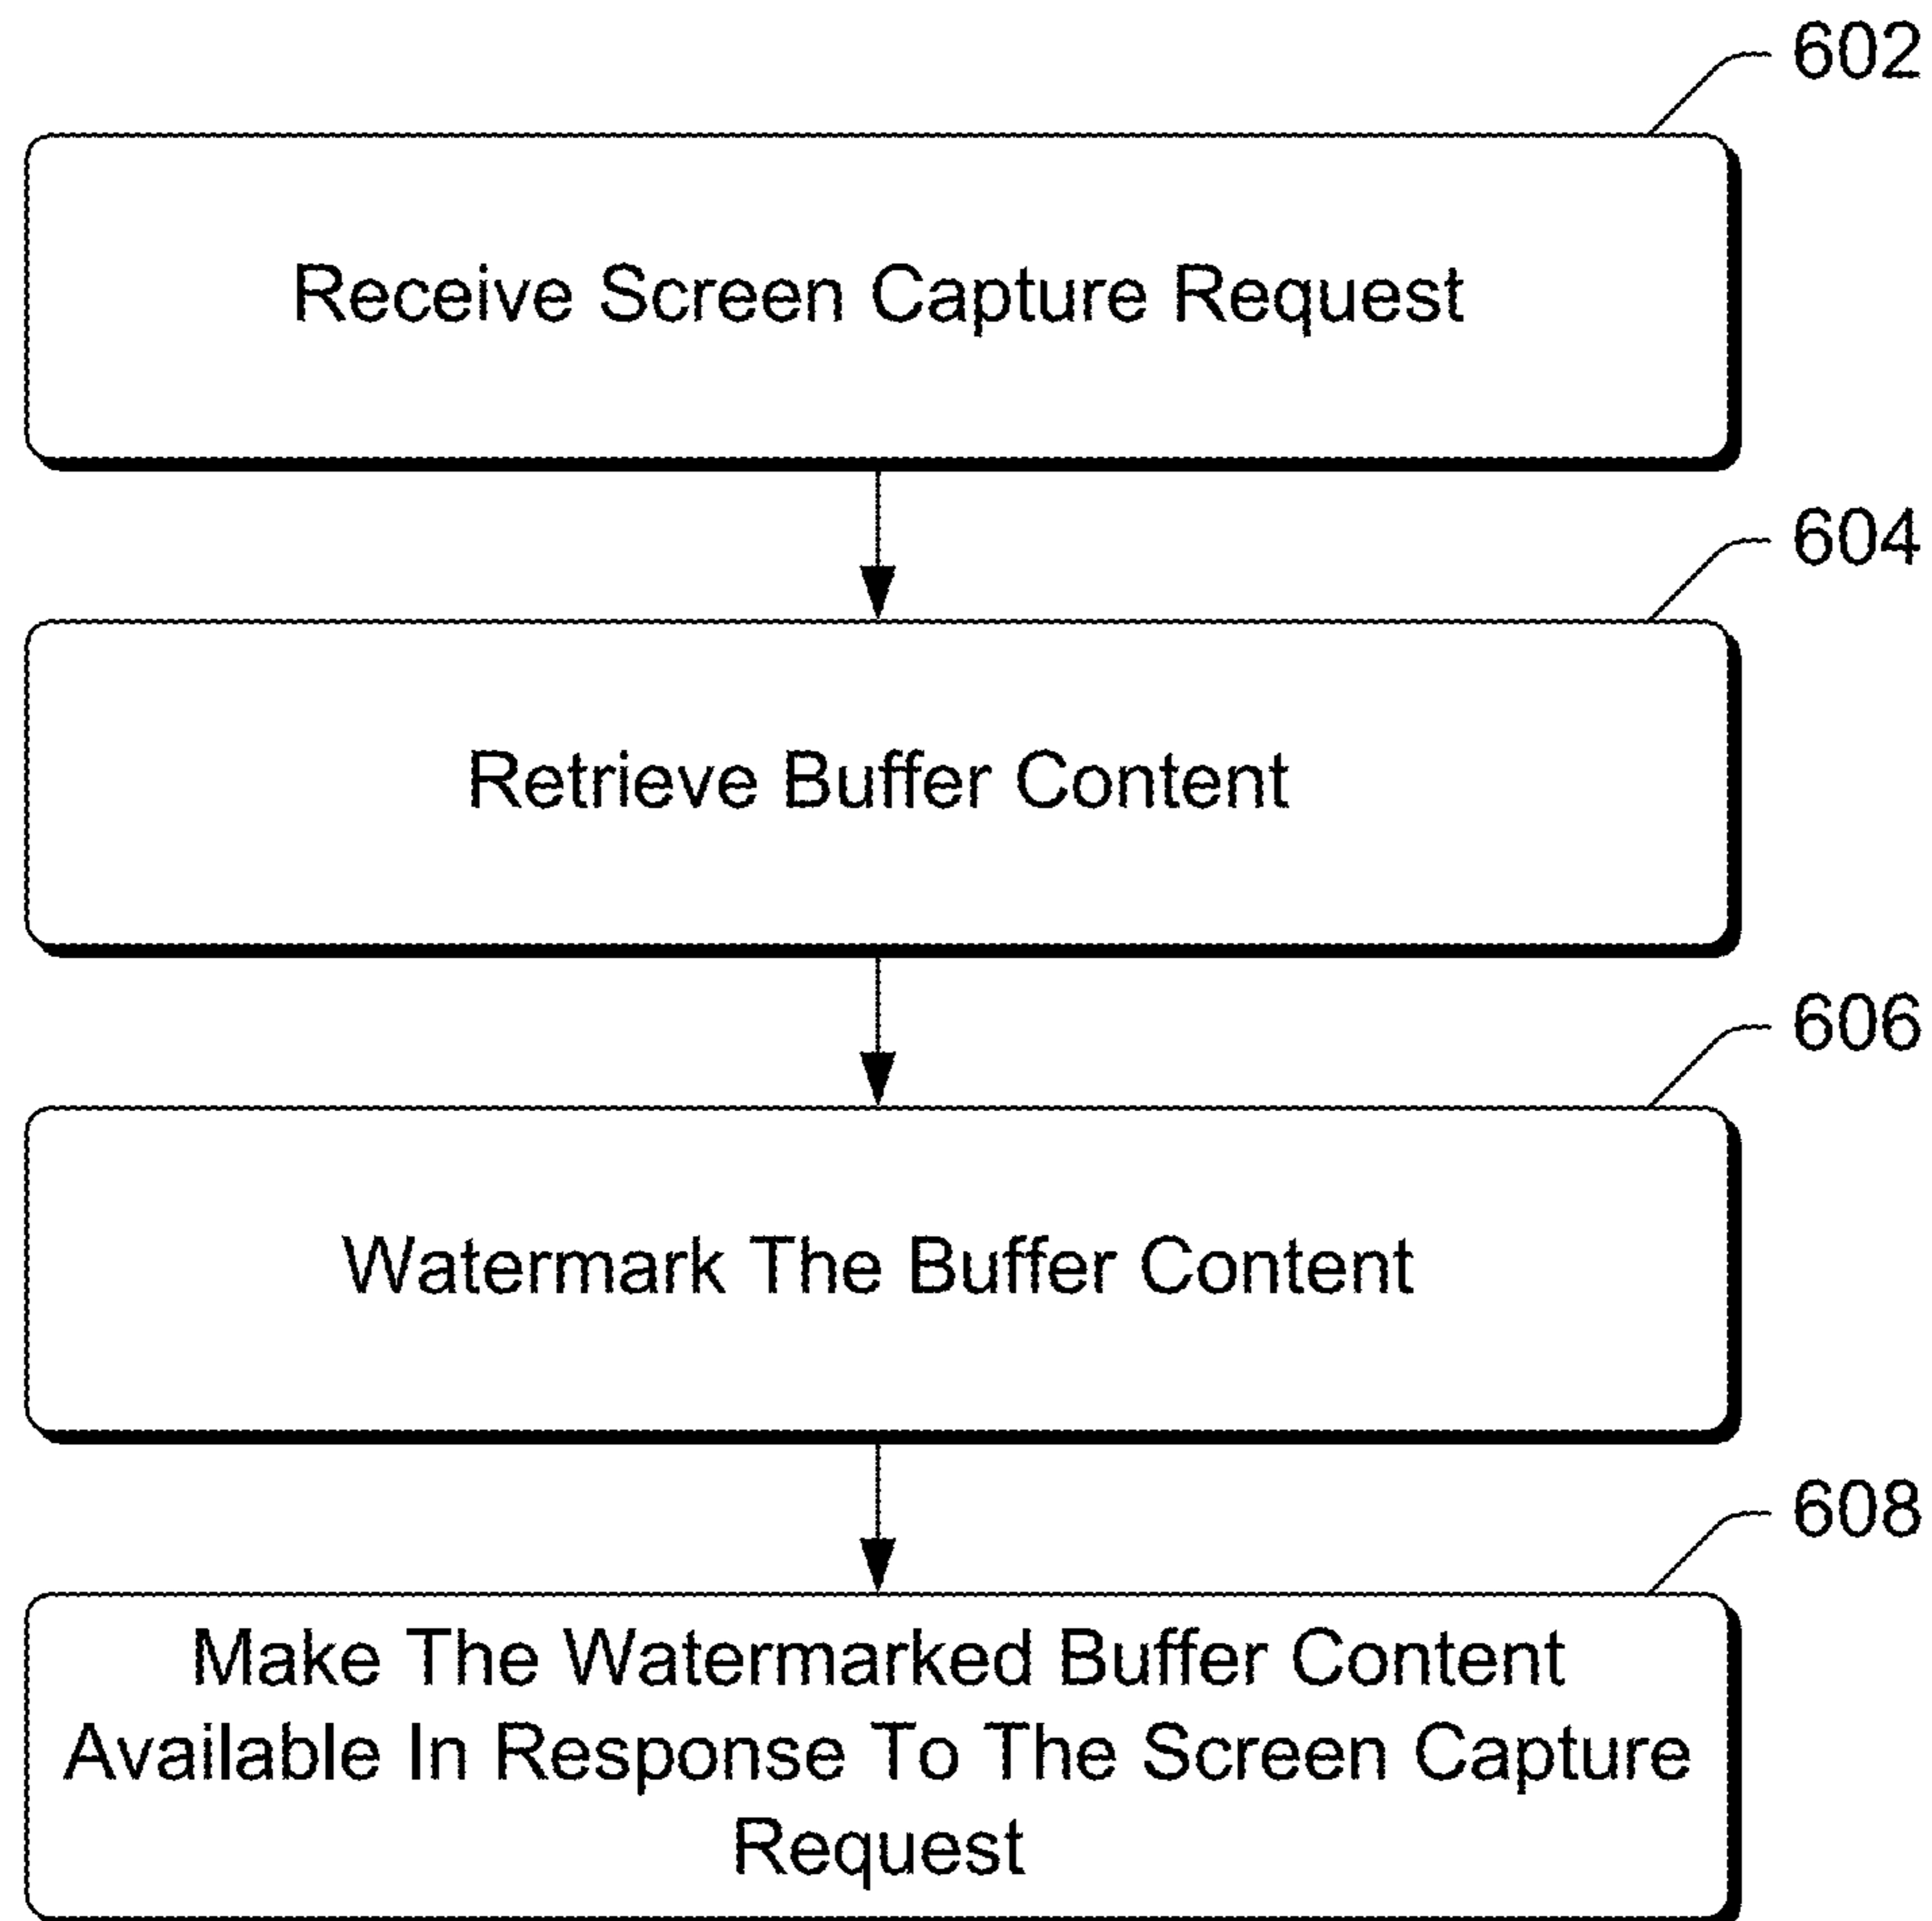 602
Receive Screen Capture Request
604
Retrieve Buffer Content
606
Watermark The Buffer Content
608
Make The Watermarked Buffer Content
Available In Response To The Screen Capture
Request